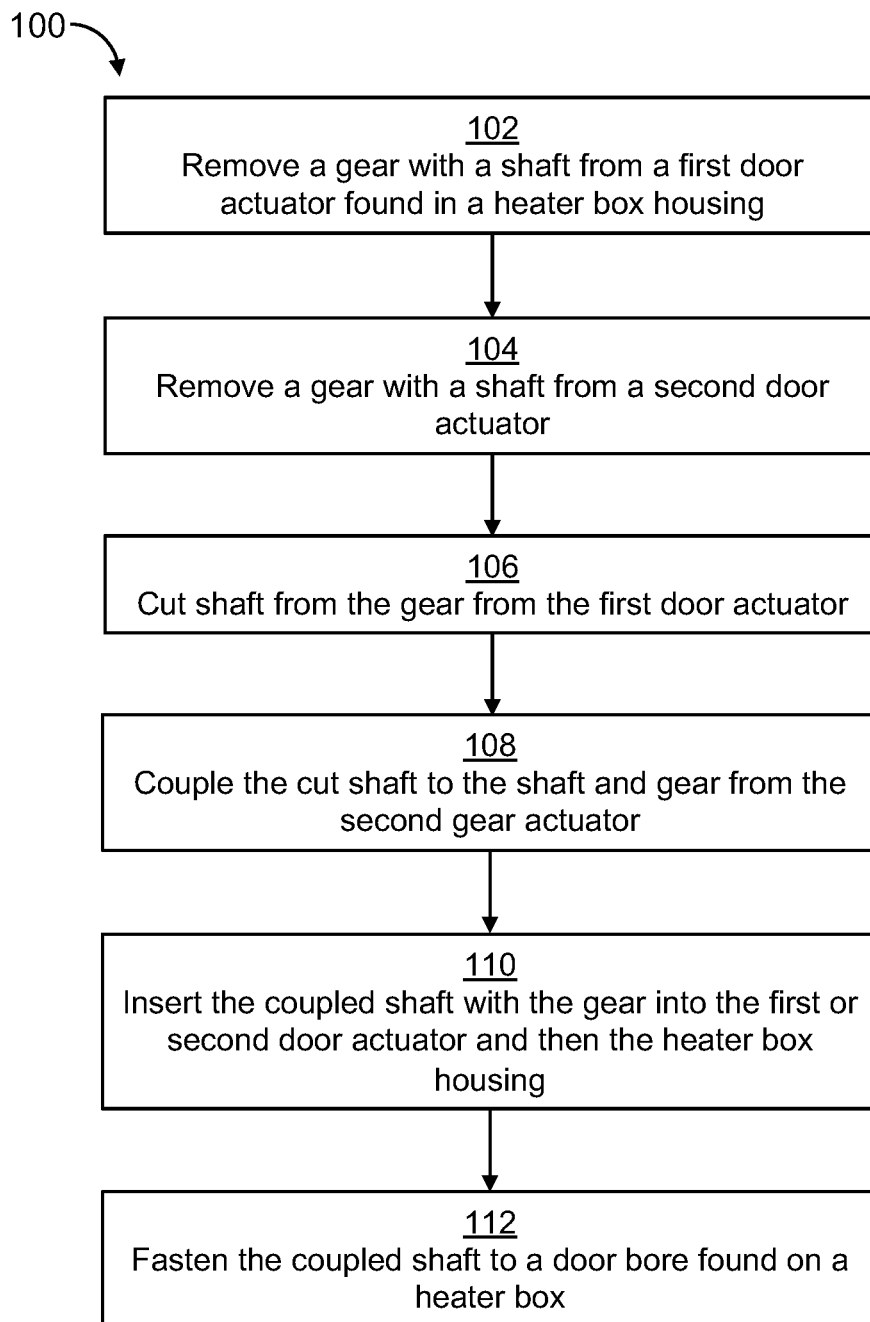 100
102
Remove a gear with a shaft from a first door
actuator found in a heater box housing
104
Remove a gear with a shaft from a second door
actuator
106
Cut shaft from the gear from the first door actuator
108
Couple the cut shaft to the shaft and gear from the
second gear actuator
110
Insert the coupled shaft with the gear into the first or
second door actuator and then the heater box
housing
112
Fasten the coupled shaft to a door bore found on a
heater box